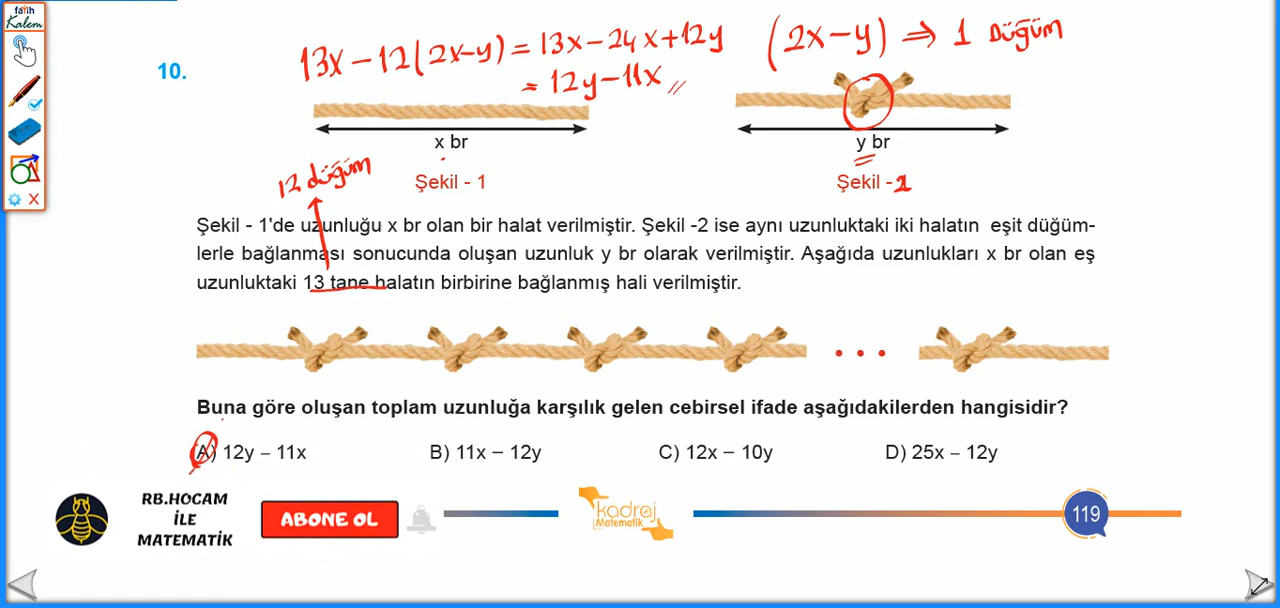 fatih
Kalem
13x-12(2x-y)=13x-24x+12y
= 12y-11x //
(2x-y) ⇒ 1 Düğüm
10.
x br
y br
12 düğüm
Şekil - 1
Şekil -2
Şekil - 1'de uzunluğu x br olan bir halat verilmiştir. Şekil -2 ise aynı uzunluktaki iki halatın eşit düğüm-
lerle bağlanması sonucunda oluşan uzunluk y br olarak verilmiştir. Aşağıda uzunlukları x br olan eş
uzunluktaki 13 tane halatın birbirine bağlanmış hali verilmiştir.
• • •
Buna göre oluşan toplam uzunluğa karşılık gelen cebirsel ifade aşağıdakilerden hangisidir?
A) 12y – 11x
B) 11x – 12y
C) 12x – 10y
D) 25x – 12y
RB.HOCAM
İLE
MATEMATİK
ABONE OL
kadraj
Matematik
119